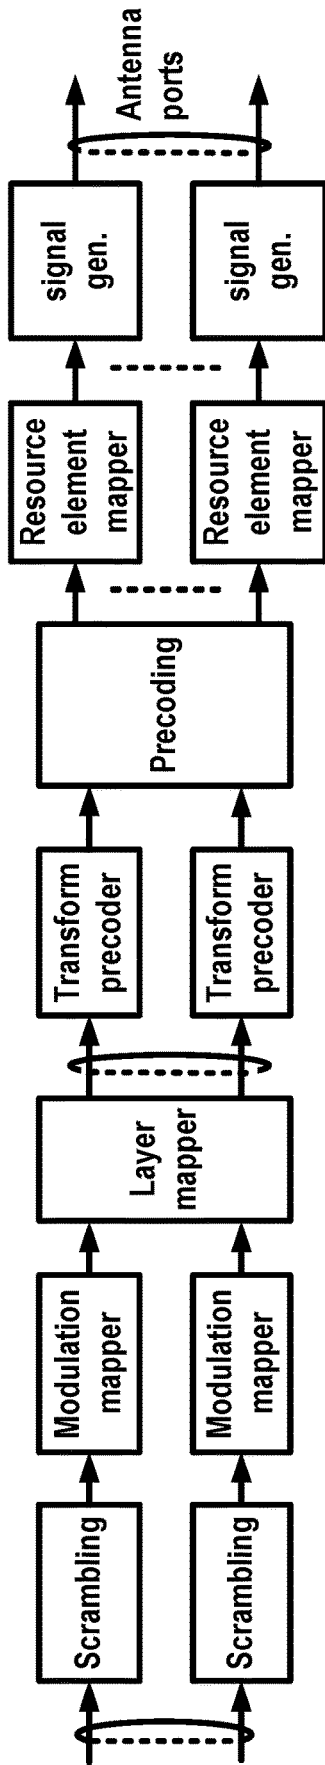 Scrambling
Scrambling
Modulation
mapper
Modulation
mapper
Layer
mapper
Transform
precoder
Transform
precoder
Precoding
Resource
element
mapper
Resource
element
mapper
signal
gen.
signal
gen.
Antenna
ports